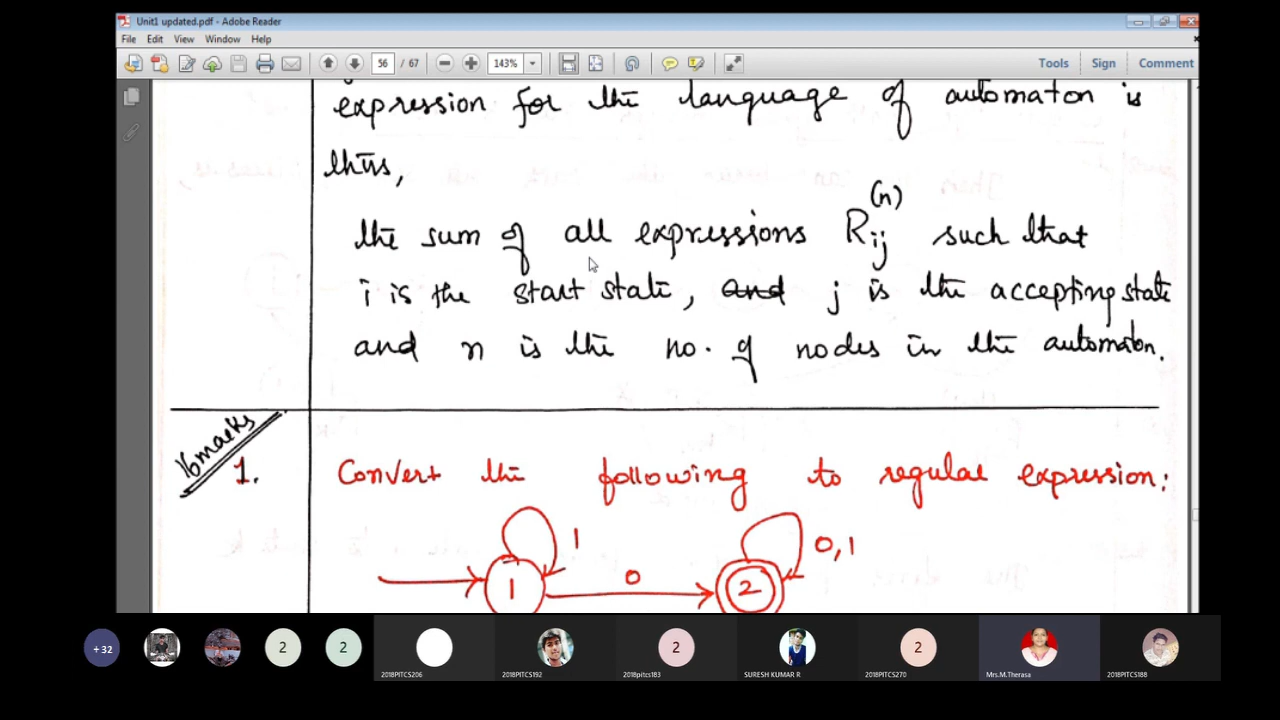 Unit1 updated.pdf - Adobe Reader
File Edit View Window Help
56 / 67 143% Tools Sign Comment
expression for the language of automaton is
this,
the sum of all expressions Rij(n) such that
i is the start state, and j is the accepting state
and n is the no. of nodes in the automaton.
16marks
1. Convert the following to regular expression:
1
0,1
1 0 2
+32 2 2 2 2
2018PITCS206 2018PITCS192 2018pitcs183 SURESH KUMAR R 2018PITCS270 Mrs.M.Therasa 2018PITCS188